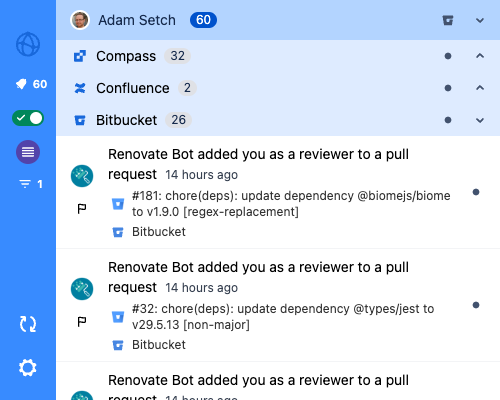 Adam Setch 60
60
Compass 32
Confluence 2
Bitbucket 26
Renovate Bot added you as a reviewer to a pull
request 14 hours ago
#181: chore(deps): update dependency @biomejs/biome
to v1.9.0 [regex-replacement]
Bitbucket
1
Renovate Bot added you as a reviewer to a pull
request 14 hours ago
#32: chore(deps): update dependency @types/jest to
v29.5.13 [non-major]
Bitbucket
Renovate Bot added you as a reviewer to a pull
request 14 hours ago